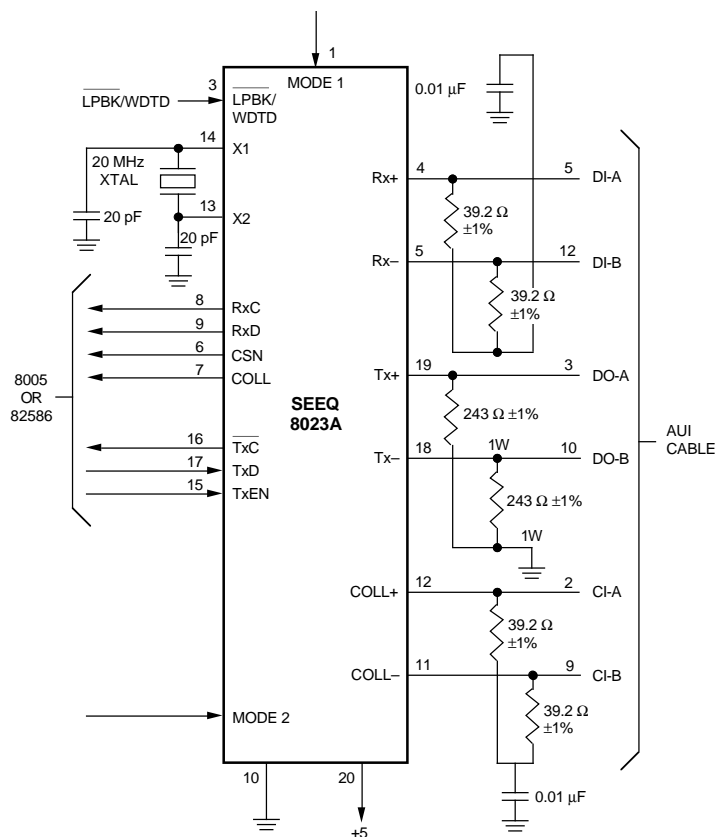 1
MODE 1
3
LPBK/WDTD
LPBK/
WDTD
0.01 μF
14
X1
20 MHz
XTAL
13
X2
20 pF
20 pF
4
Rx+
5
DI-A
39.2 Ω
±1%
5
Rx–
12
DI-B
39.2 Ω
±1%
8
RxC
9
RxD
6
CSN
7
COLL
8005
OR
82586
SEEQ
8023A
19
Tx+
3
DO-A
243 Ω ±1%
18
Tx–
1W
10
DO-B
243 Ω ±1%
1W
AUI
CABLE
16
TxC
17
TxD
15
TxEN
12
COLL+
2
CI-A
39.2 Ω
±1%
11
COLL–
9
CI-B
39.2 Ω
±1%
MODE 2
10
20
+5
0.01 μF